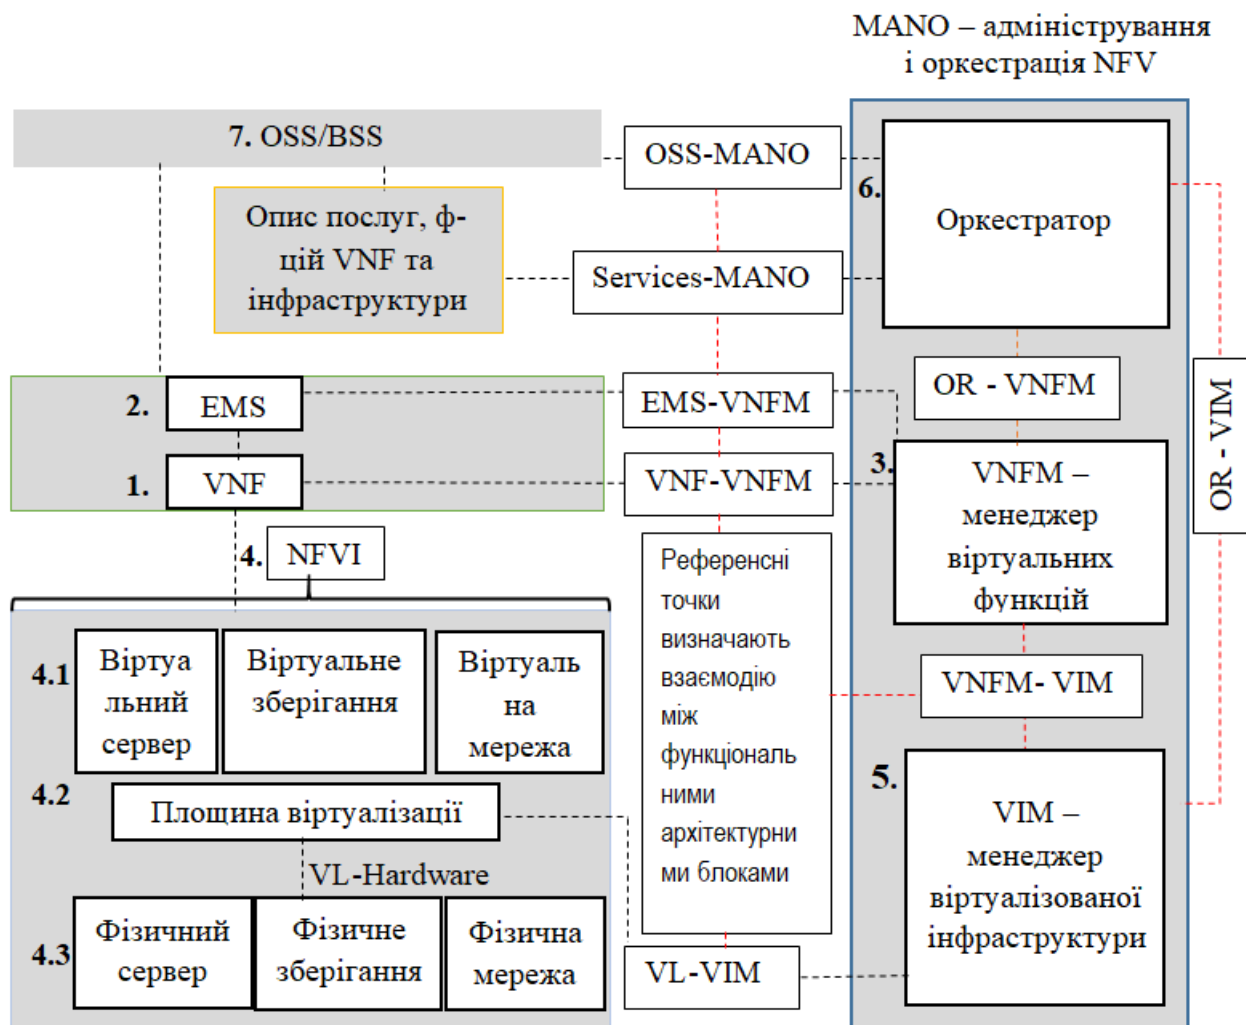 MANO – адміністрування
і оркестрація NFV
7. OSS/BSS
OSS-MANO
6.
Оркестратор
Опис послуг, ф-
цій VNF та
інфраструктури
Services-MANO
2.
EMS
EMS-VNFM
OR - VNFM
OR - VIM
1.
VNF
VNF-VNFM
3.
VNFM –
менеджер
віртуальних
функцій
4.
NFVI
Референсні
точки
визначають
взаємодію
між
функціональ
ними
архітектурни
ми блоками
4.1
Віртуа
льний
сервер
Віртуальне
зберігання
Віртуаль
на
мережа
VNFM- VIM
4.2
Площина віртуалізації
5.
VIM –
менеджер
віртуалізованої
інфраструктури
VL-Hardware
4.3
Фізичний
сервер
Фізичне
зберігання
Фізична
мережа
VL-VIM